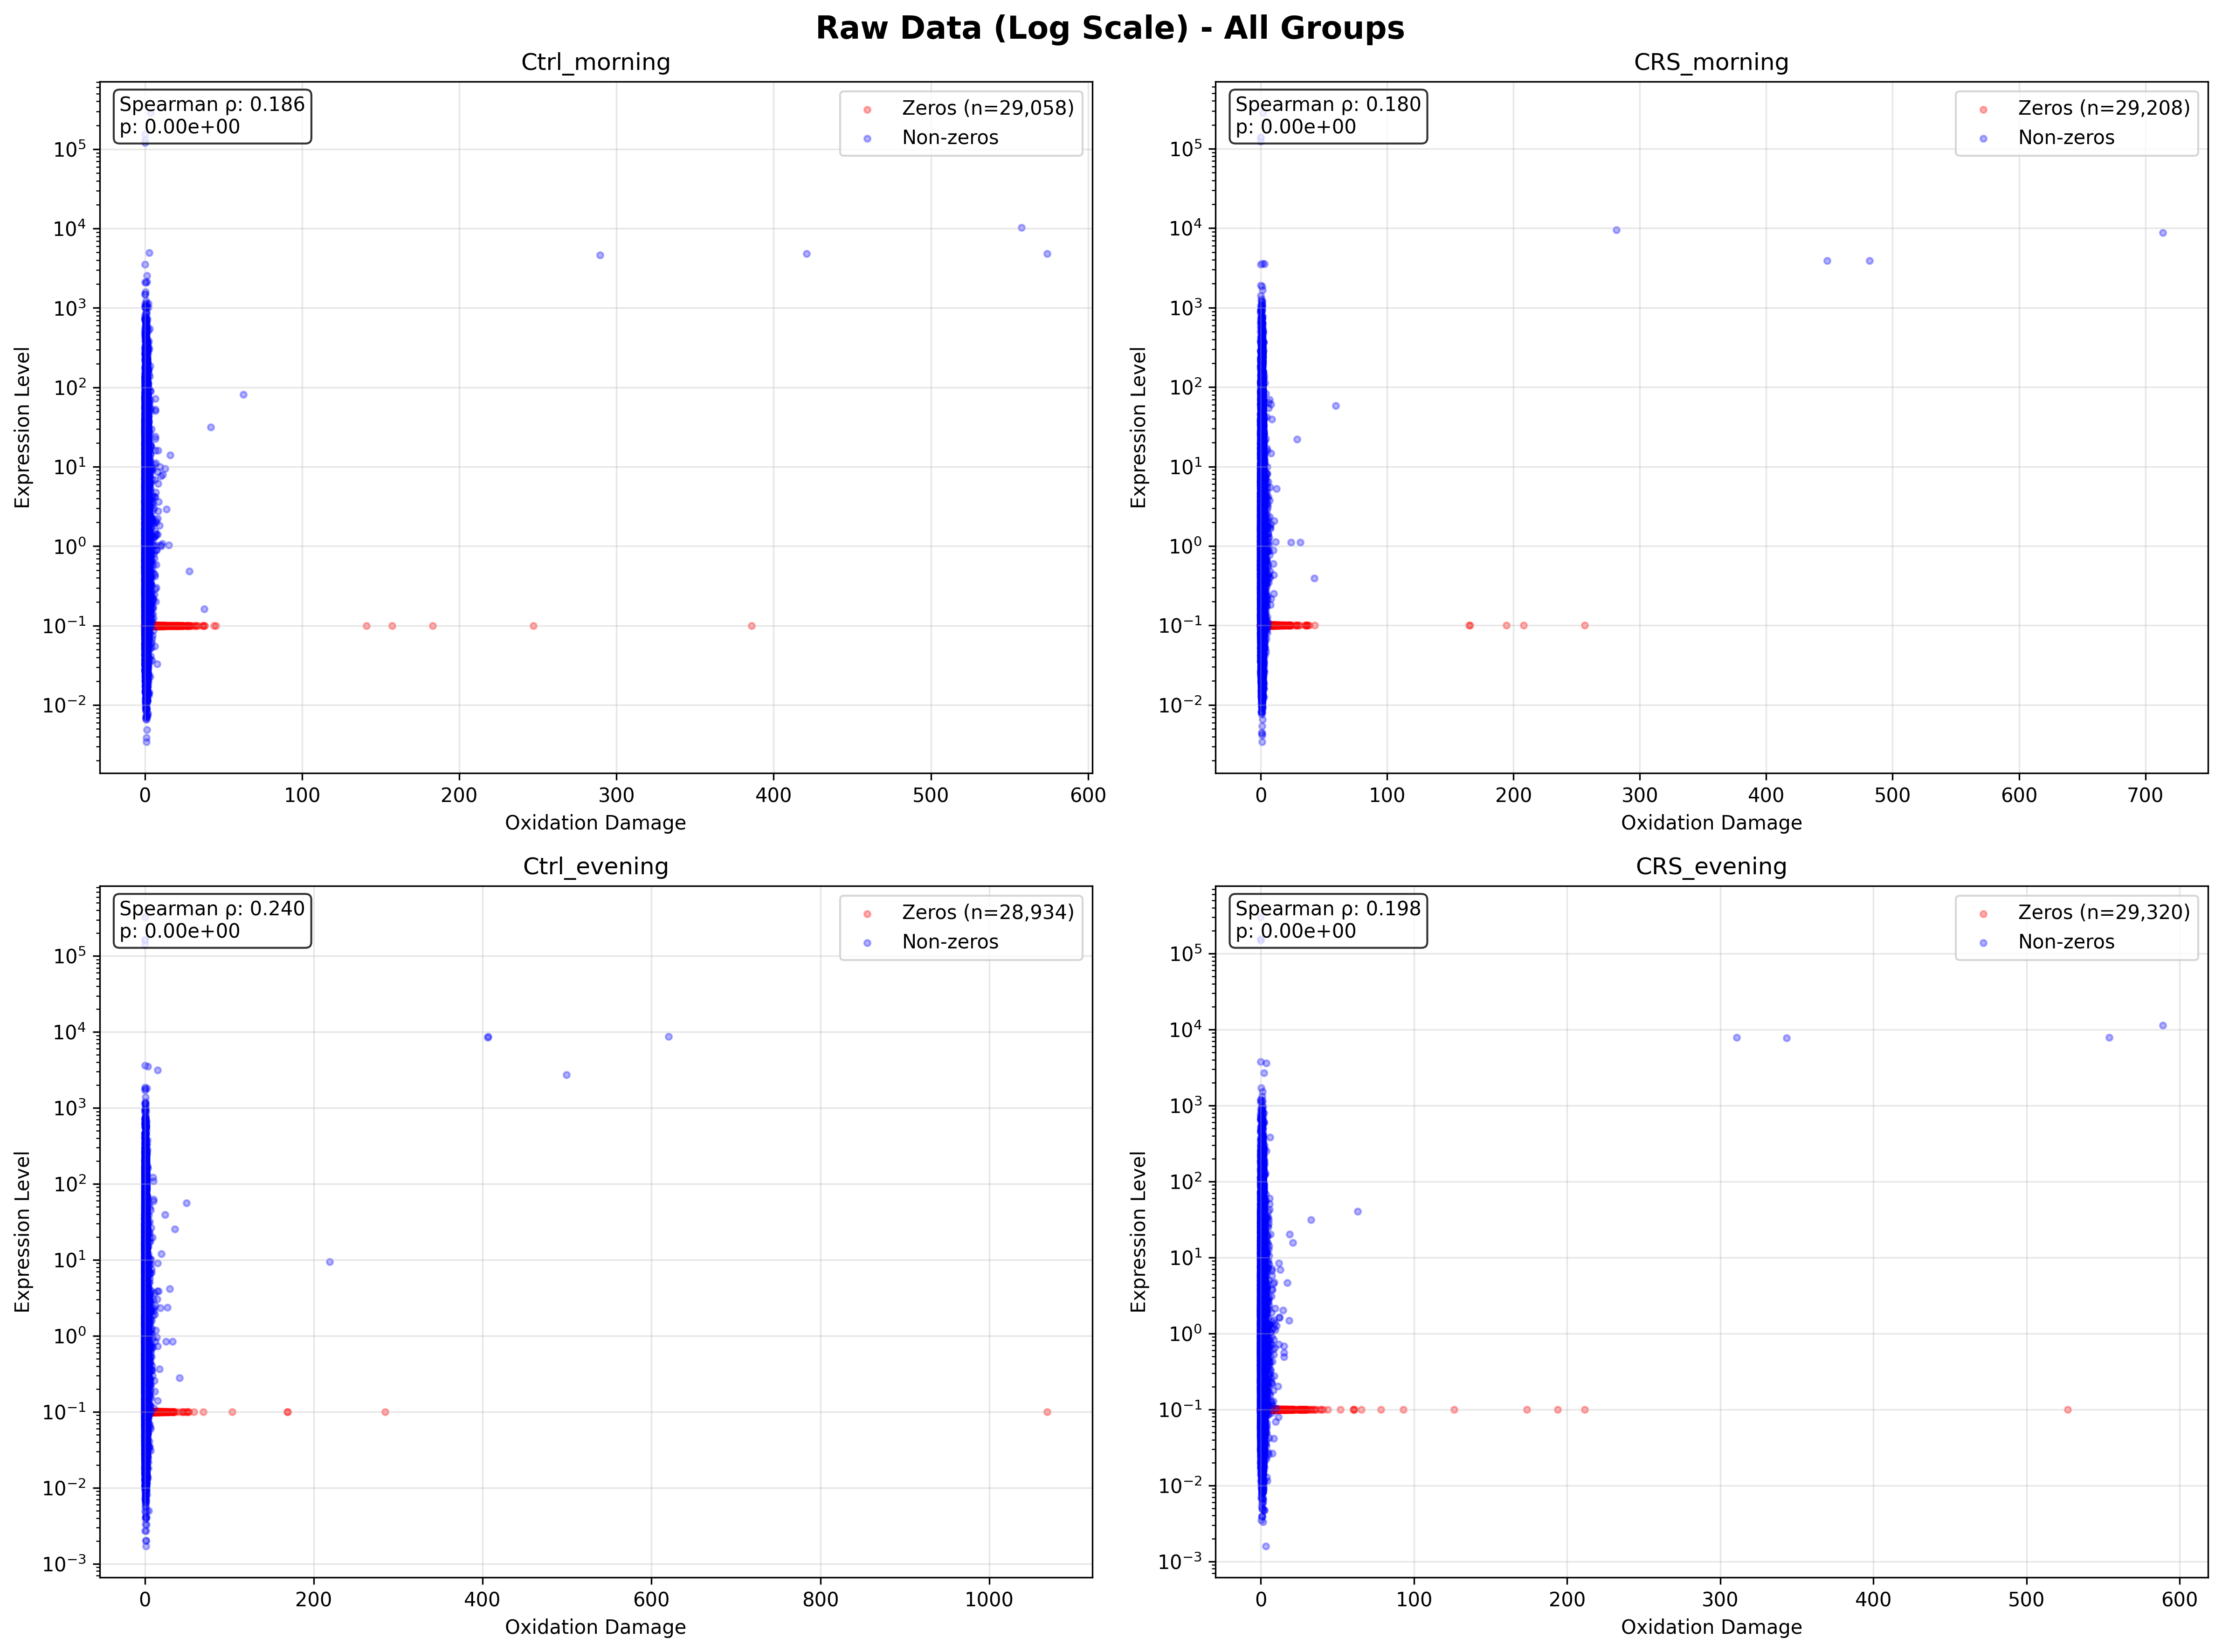 Raw Data (Log Scale) - All Groups
Ctrl_morning
Spearman ρ: 0.186
p: 0.00e+00
Zeros (n=29,058)
Non-zeros
10⁵
10⁴
10³
10²
10¹
10⁰
10⁻¹
10⁻²
Expression Level
0 100 200 300 400 500 600
Oxidation Damage
CRS_morning
Spearman ρ: 0.180
p: 0.00e+00
Zeros (n=29,208)
Non-zeros
10⁵
10⁴
10³
10²
10¹
10⁰
10⁻¹
10⁻²
Expression Level
0 100 200 300 400 500 600 700
Oxidation Damage
Ctrl_evening
Spearman ρ: 0.240
p: 0.00e+00
Zeros (n=28,934)
Non-zeros
10⁵
10⁴
10³
10²
10¹
10⁰
10⁻¹
10⁻²
10⁻³
Expression Level
0 200 400 600 800 1000
Oxidation Damage
CRS_evening
Spearman ρ: 0.198
p: 0.00e+00
Zeros (n=29,320)
Non-zeros
10⁵
10⁴
10³
10²
10¹
10⁰
10⁻¹
10⁻²
10⁻³
Expression Level
0 100 200 300 400 500 600
Oxidation Damage